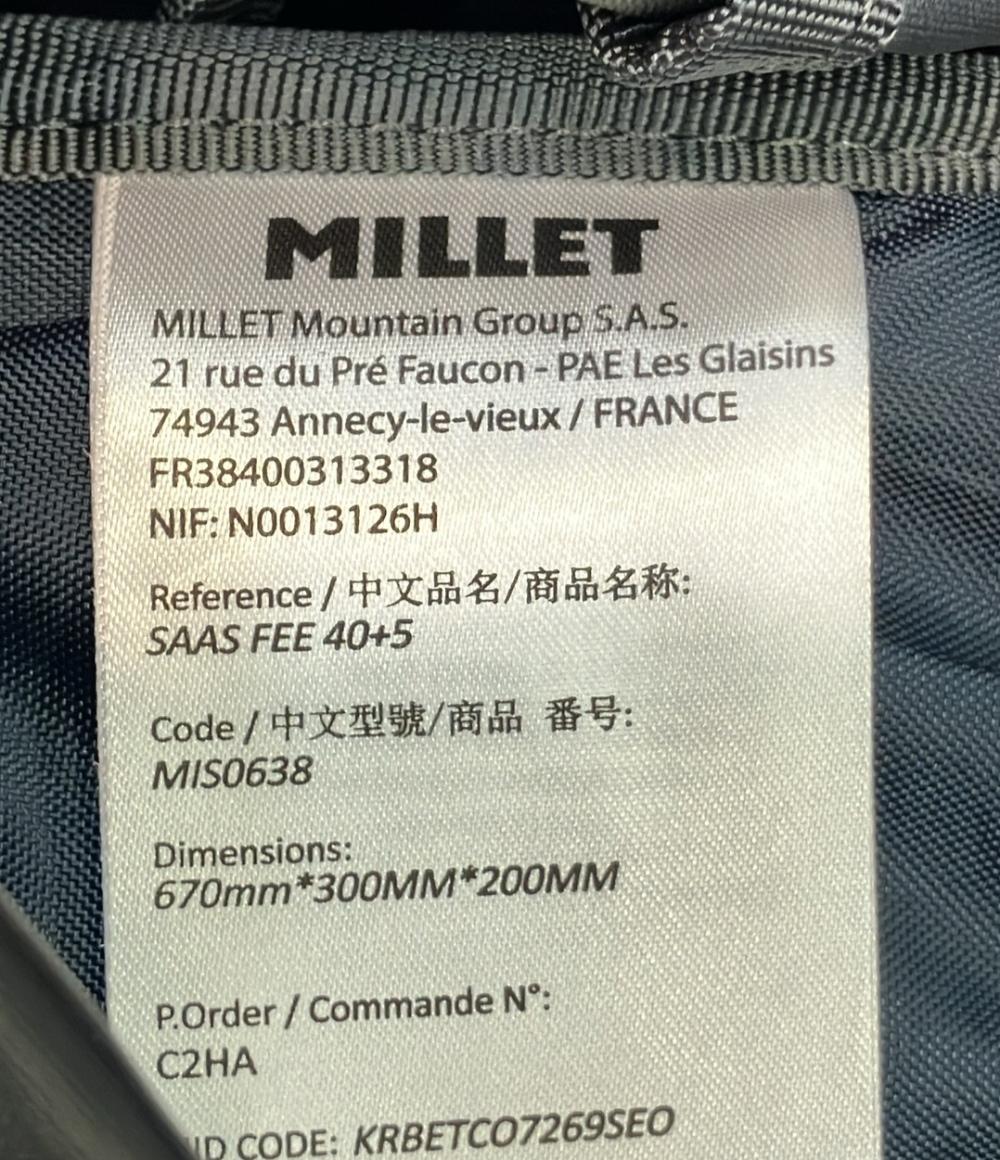 MILLET
MILLET Mountain Group S.A.S.
21 rue du Pré Faucon - PAE Les Glaisins
74943 Annecy-le-vieux / FRANCE
FR38400313318
NIF: N0013126H
Reference / 中文品名/商品名称:
SAAS FEE 40+5
Code / 中文型號/商品 番号:
MIS0638
Dimensions:
670mm*300MM*200MM
P.Order / Commande N°:
C2HA
ID CODE: KRBETCO7269SEO